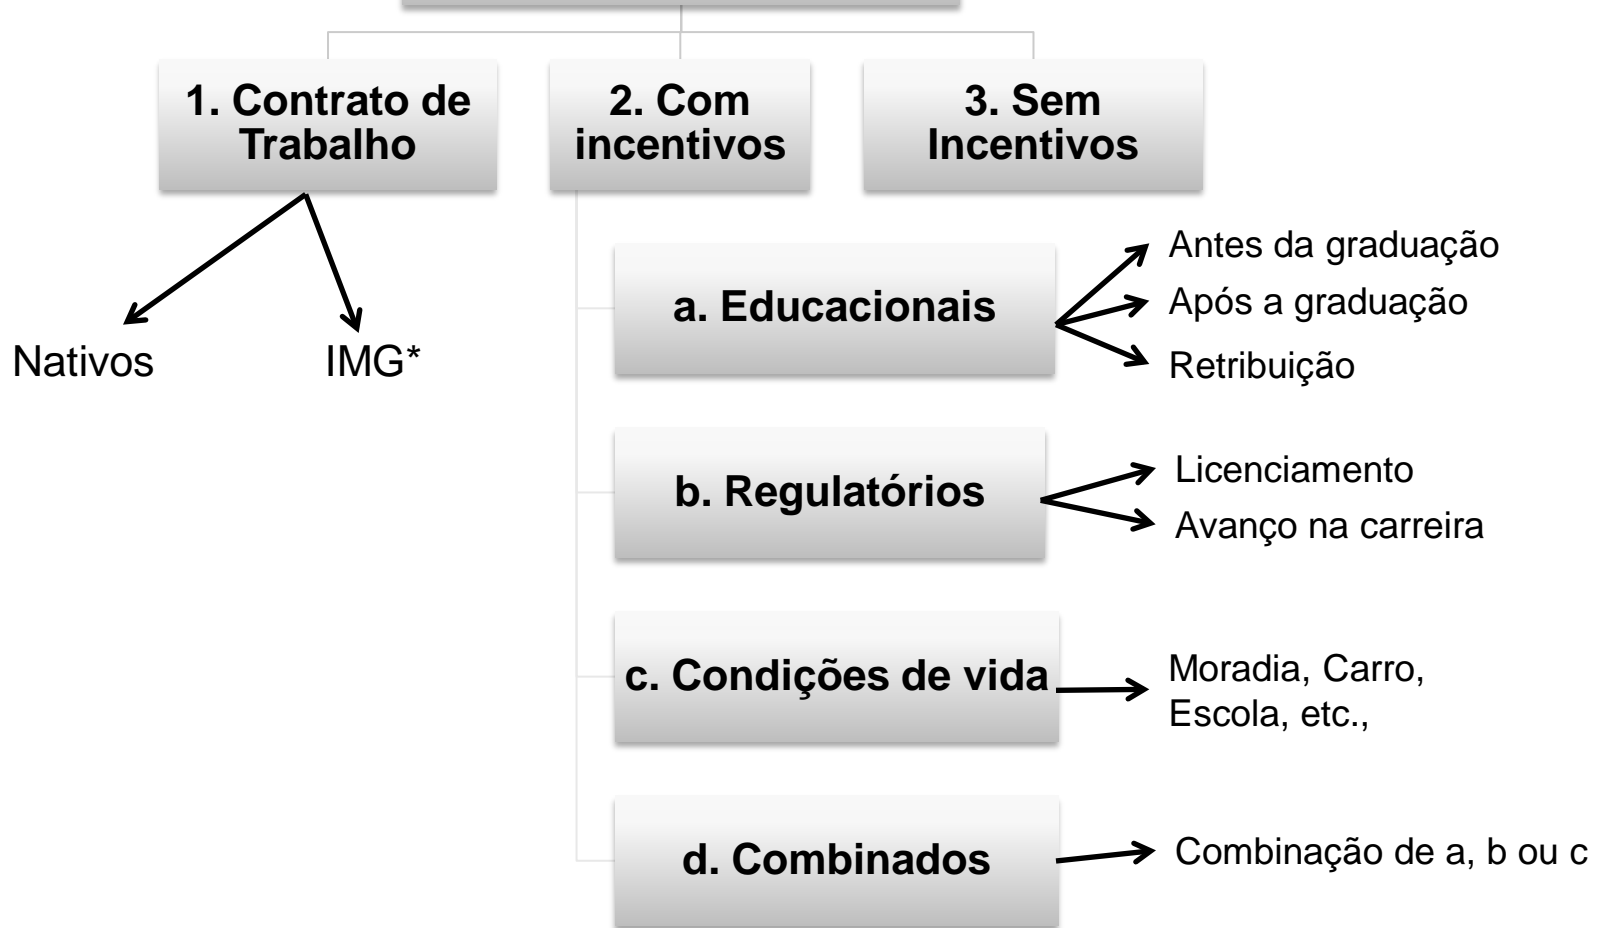 1. Contrato de
Trabalho
2. Com
incentivos
3. Sem
Incentivos
Nativos
IMG*
a. Educacionais
Antes da graduação
Após a graduação
Retribuição
b. Regulatórios
Licenciamento
Avanço na carreira
c. Condições de vida
Moradia, Carro,
Escola, etc.,
d. Combinados
Combinação de a, b ou c